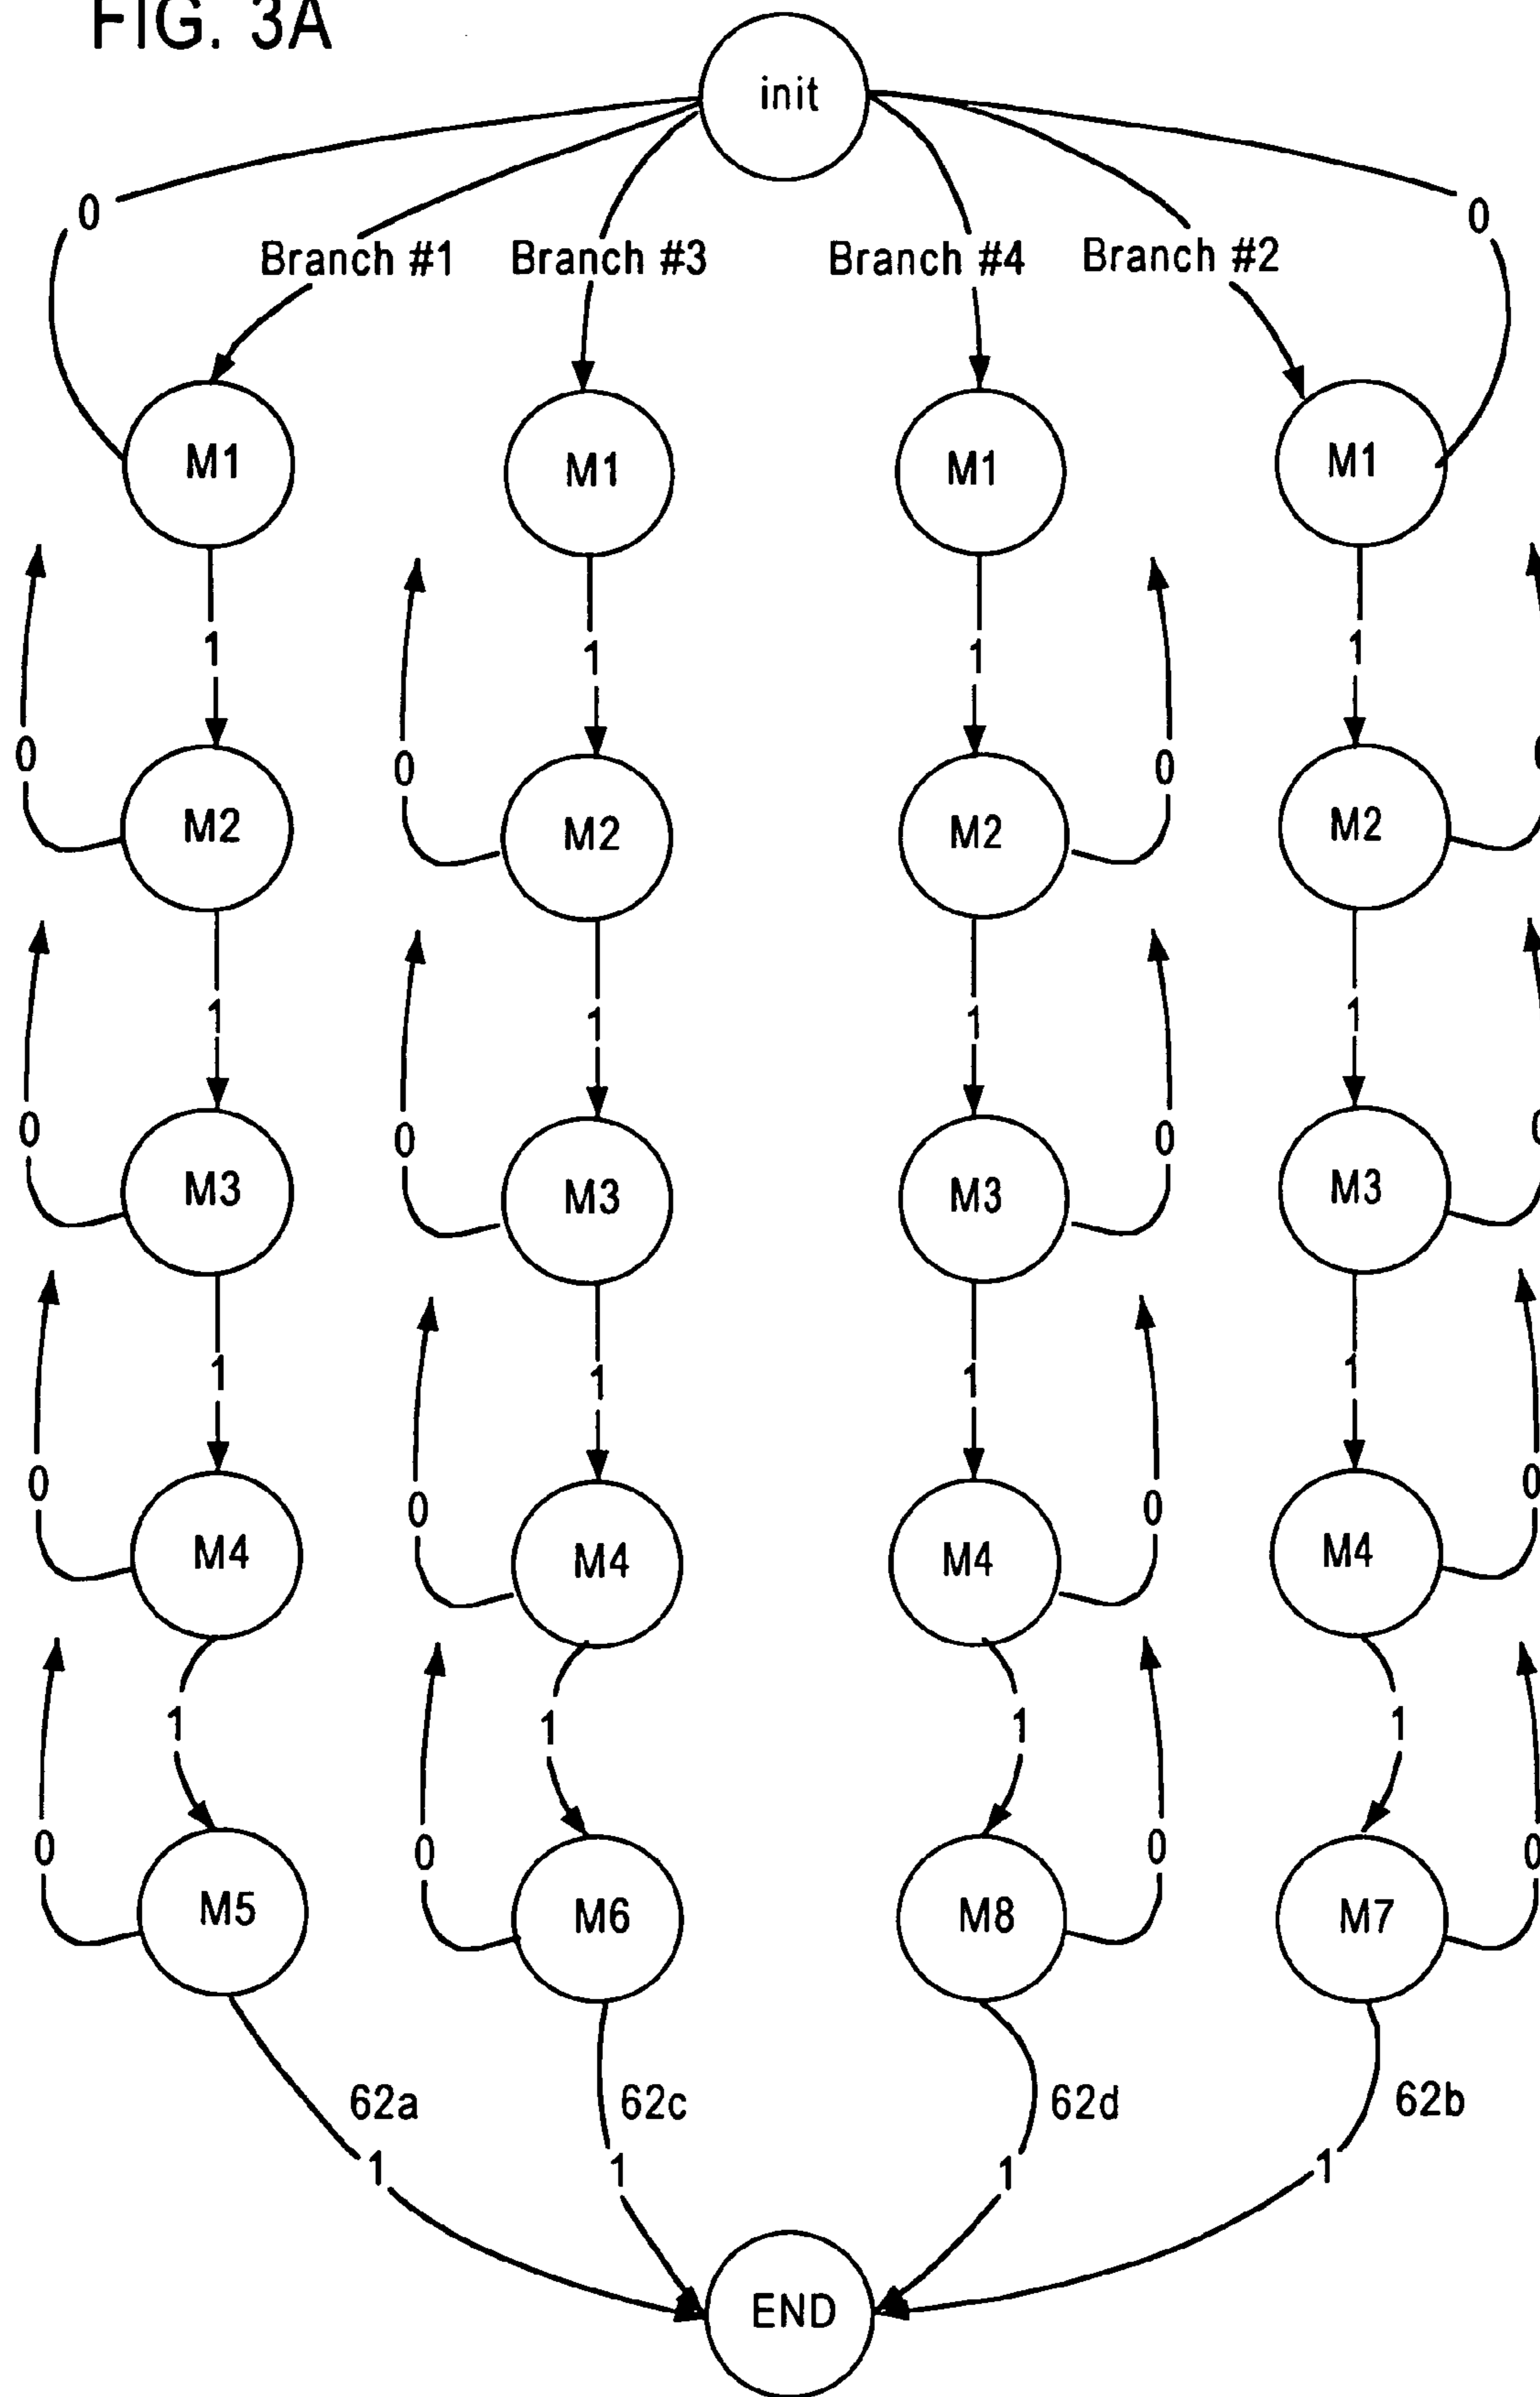 FIG. 3A
init
0 0
Branch #1 Branch #3 Branch #4 Branch #2
M1 M1 M1 M1
1 1 1 1
0 0 0 0
M2 M2 M2 M2
1 1 1 1
0 0 0 0
M3 M3 M3 M3
1 1 1 1
0 0 0 0
M4 M4 M4 M4
1 1 1 1
0 0 0 0
M5 M6 M8 M7
62a 62c 62d 62b
1 1 1 1
END